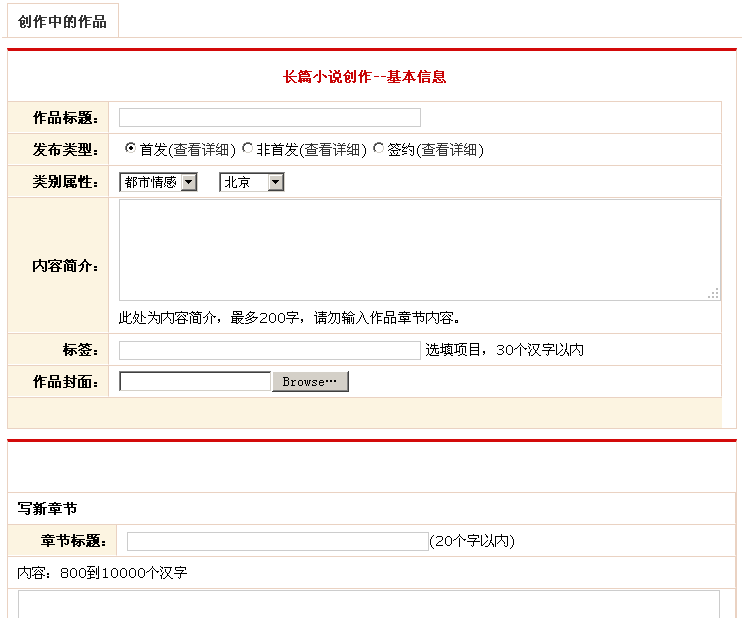 创作中的作品
长篇小说创作--基本信息
作品标题：
发布类型： 首发(查看详细) 非首发(查看详细) 签约(查看详细)
类别属性： 都市情感 北京
内容简介：
此处为内容简介，最多200字，请勿输入作品章节内容。
标签： 选填项目，30个汉字以内
作品封面： Browse…
写新章节
章节标题： (20个字以内)
内容：800到10000个汉字